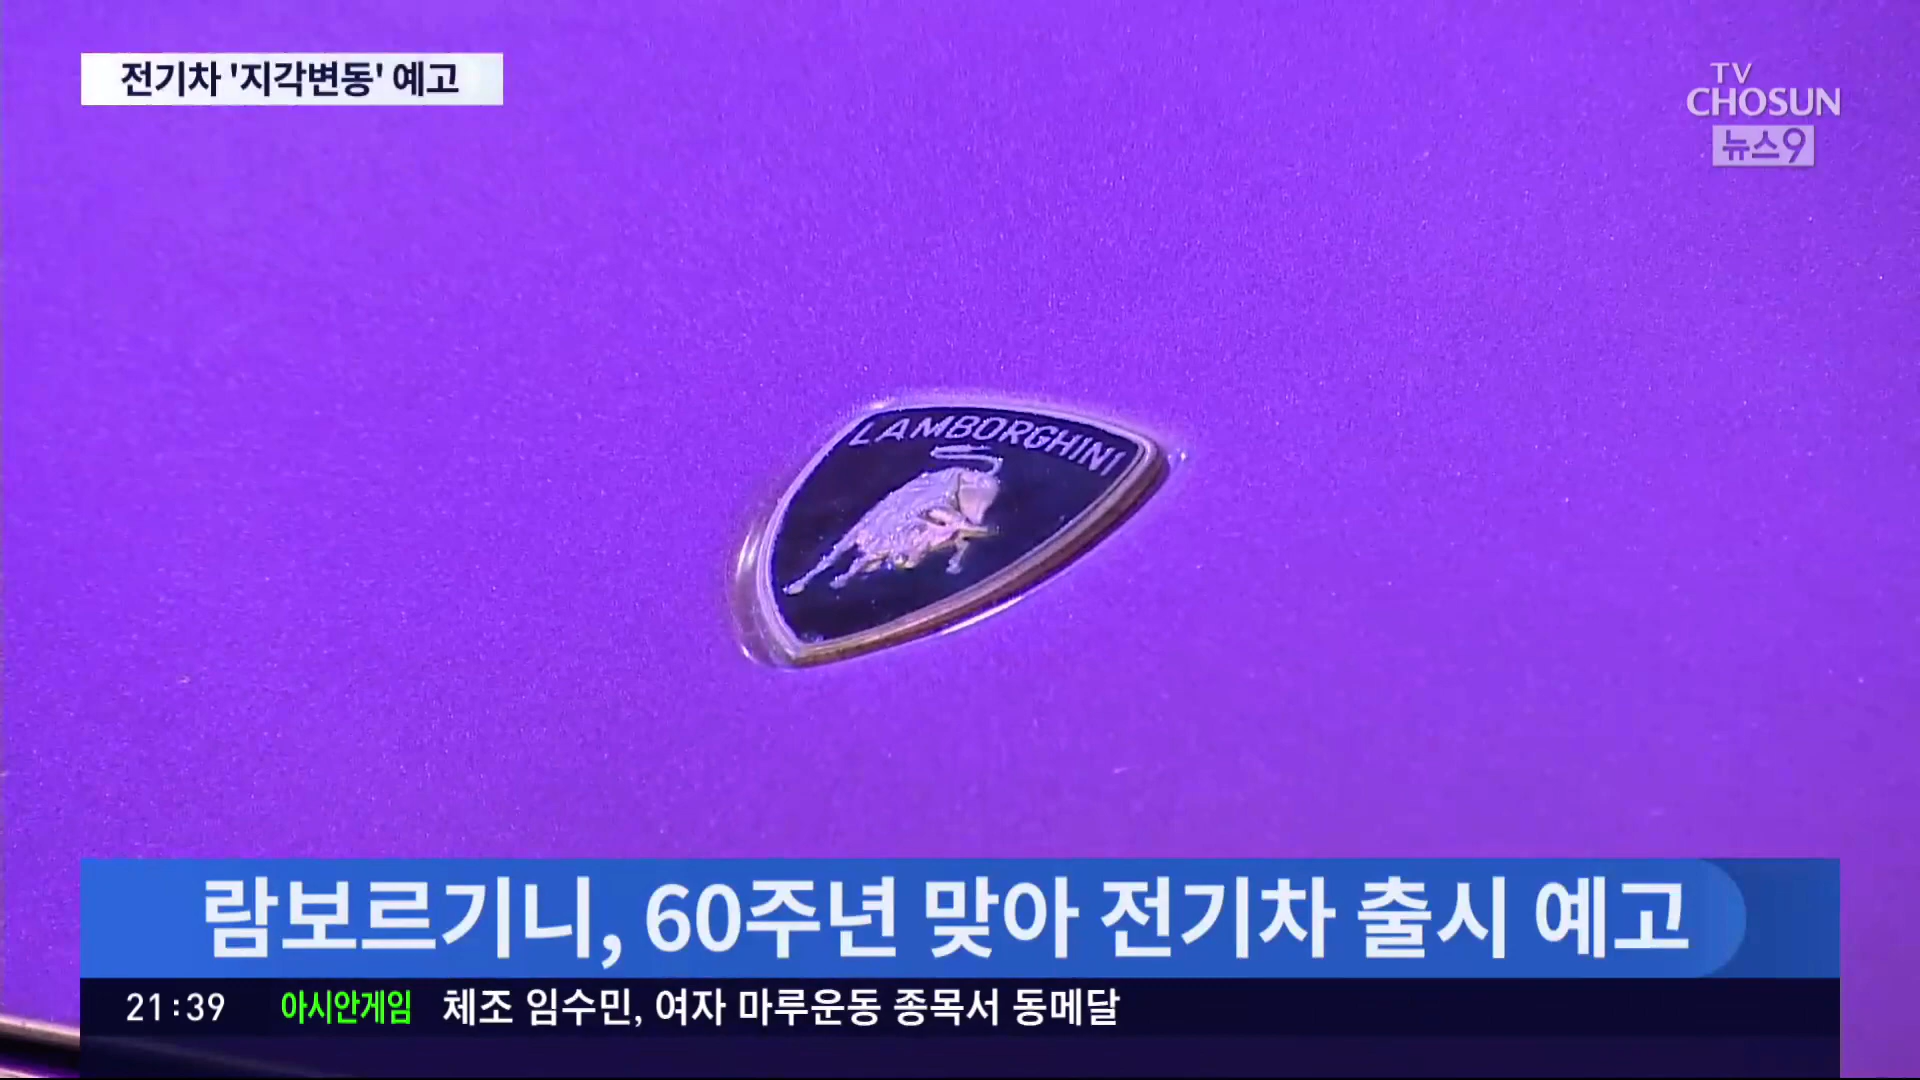 전기차 '지각변동' 예고
TV
CHOSUN
뉴스9
LAMBORGHINI
람보르기니, 60주년 맞아 전기차 출시 예고
21:39 아시안게임 체조 임수민, 여자 마루운동 종목서 동메달